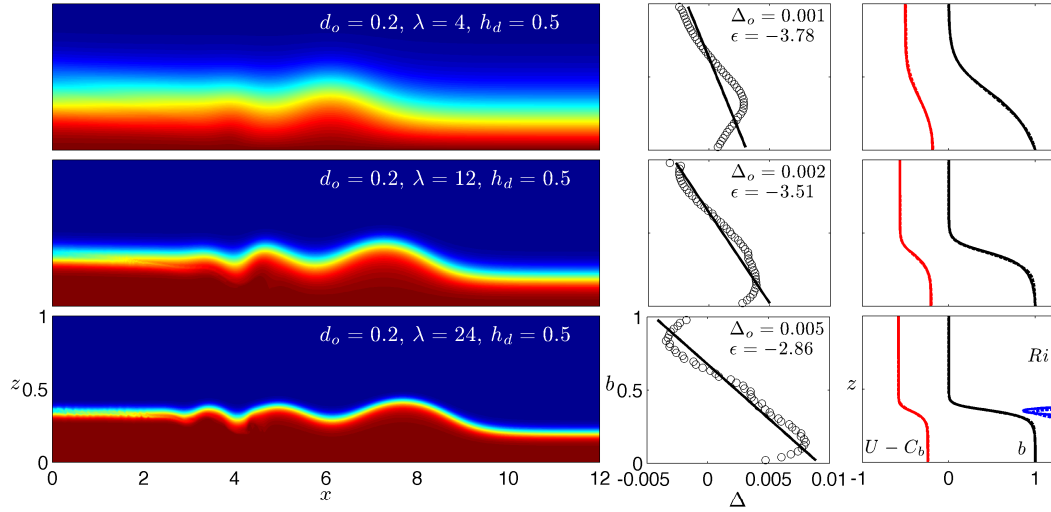 d_o = 0.2, λ = 4, h_d = 0.5
Δ_o = 0.001
ϵ = −3.78
d_o = 0.2, λ = 12, h_d = 0.5
Δ_o = 0.002
ϵ = −3.51
d_o = 0.2, λ = 24, h_d = 0.5
Δ_o = 0.005
ϵ = −2.86
1
0.5
0
z
0 2 4 6 8 10 12
x
1
b 0.5
0
-0.005 0 0.005 0.01
Δ
z
Ri
U − C_b
b
-1 0 1